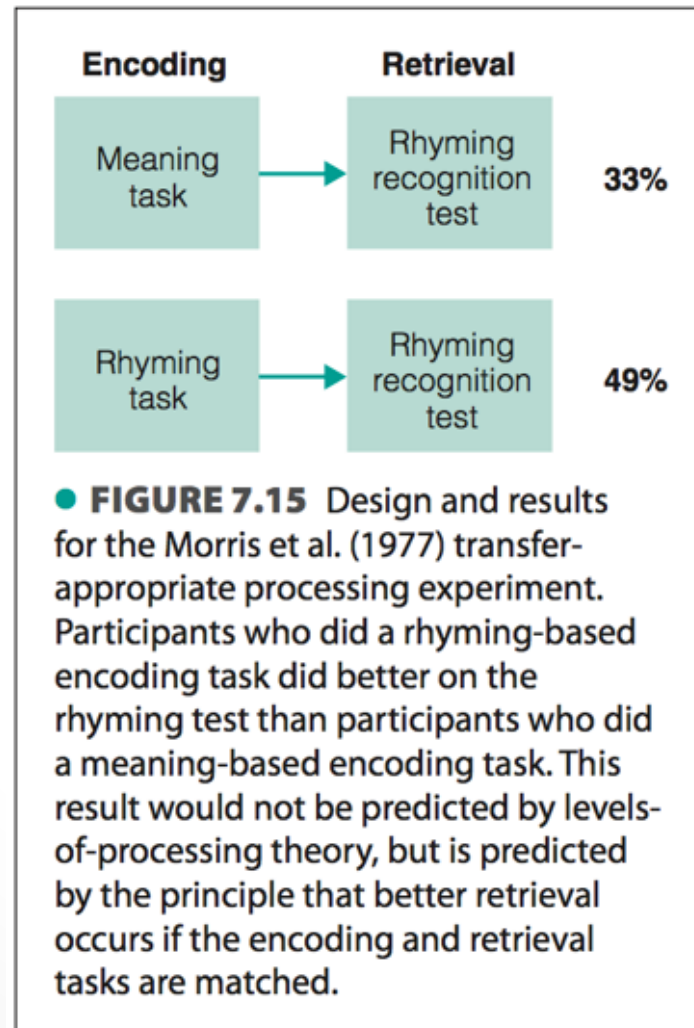 Encoding Retrieval
Meaning task
Rhyming recognition test
33%
Rhyming task
Rhyming recognition test
49%
● FIGURE 7.15 Design and results
for the Morris et al. (1977) transfer-
appropriate processing experiment.
Participants who did a rhyming-based
encoding task did better on the
rhyming test than participants who did
a meaning-based encoding task. This
result would not be predicted by levels-
of-processing theory, but is predicted
by the principle that better retrieval
occurs if the encoding and retrieval
tasks are matched.